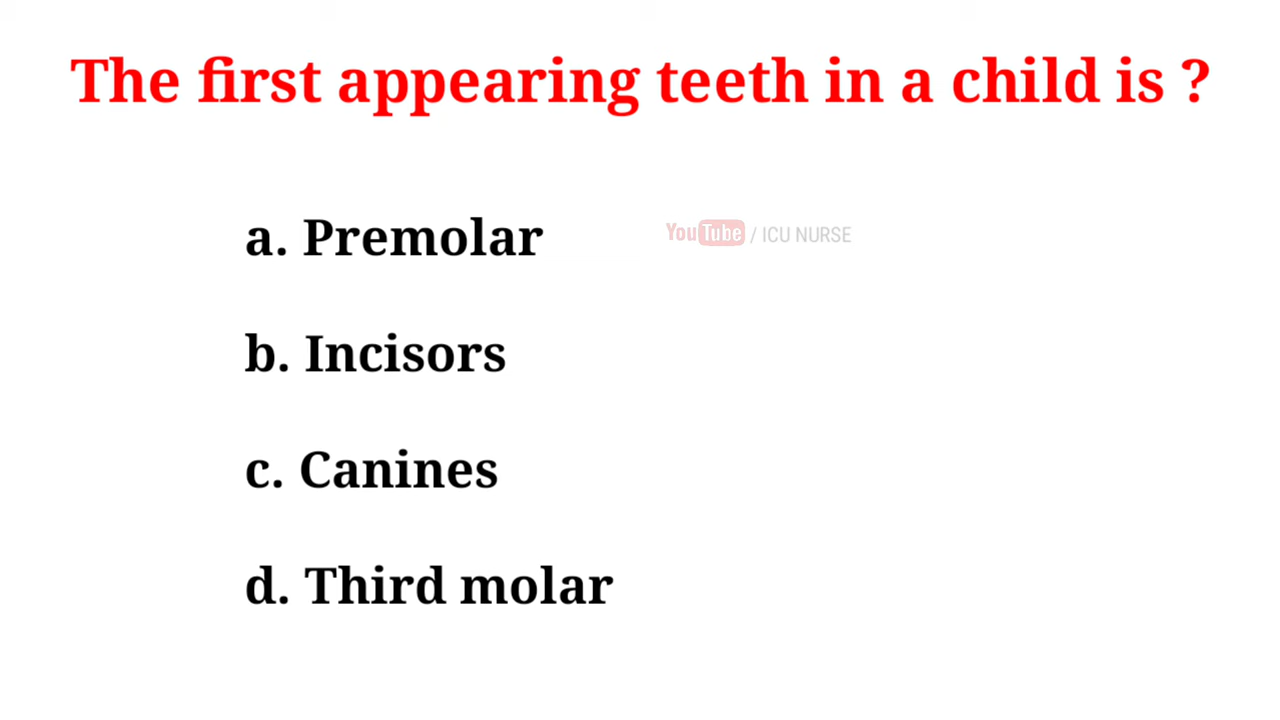 The first appearing teeth in a child is ?
a. Premolar
YouTube / ICU NURSE
b. Incisors
c. Canines
d. Third molar